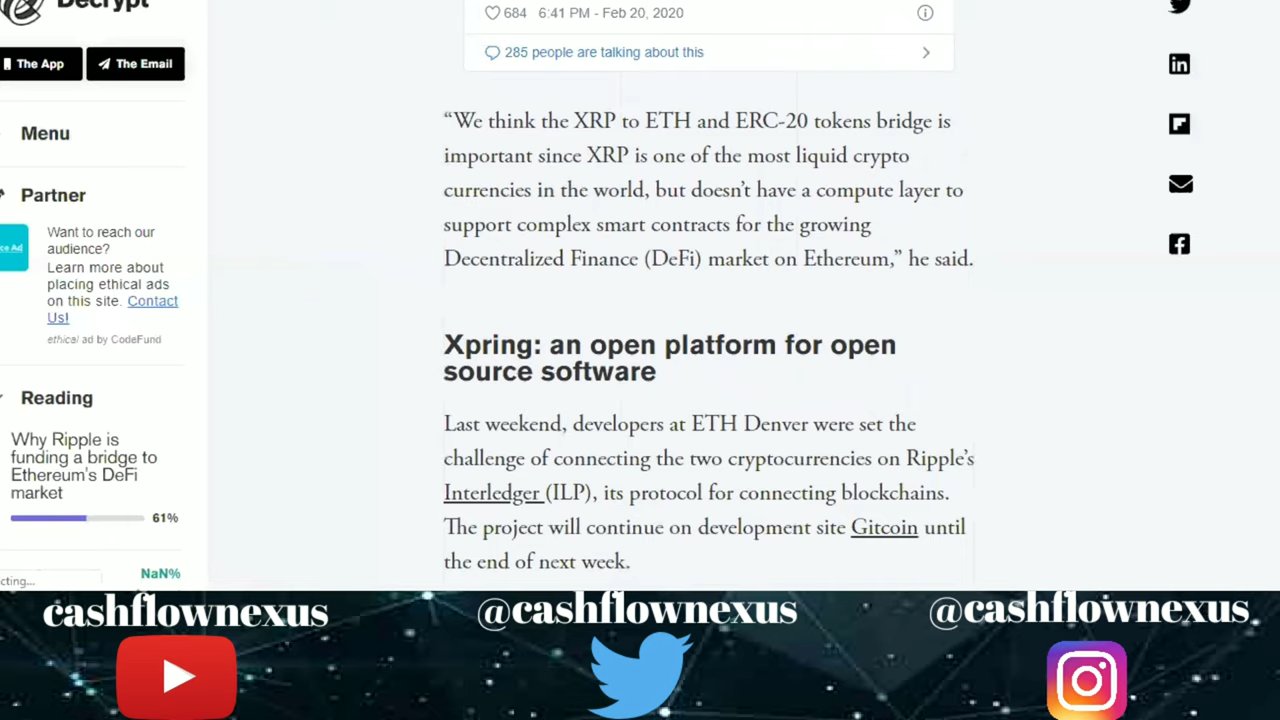 Decrypt
The App
The Email
Menu
Partner
ce Ad
Want to reach our
audience?
Learn more about
placing ethical ads
on this site. Contact
Us!
ethical ad by CodeFund
Reading
Why Ripple is
funding a bridge to
Ethereum's DeFi
market
61%
cting...
NaN%
684 6:41 PM - Feb 20, 2020
285 people are talking about this
“We think the XRP to ETH and ERC-20 tokens bridge is
important since XRP is one of the most liquid crypto
currencies in the world, but doesn’t have a compute layer to
support complex smart contracts for the growing
Decentralized Finance (DeFi) market on Ethereum,” he said.
Xpring: an open platform for open
source software
Last weekend, developers at ETH Denver were set the
challenge of connecting the two cryptocurrencies on Ripple’s
Interledger (ILP), its protocol for connecting blockchains.
The project will continue on development site Gitcoin until
the end of next week.
cashflownexus
@cashflownexus
@cashflownexus